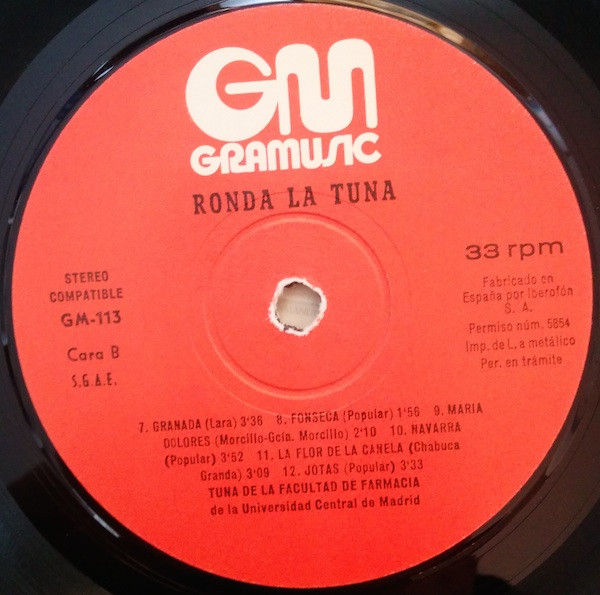 GM
GRAMUSIC
RONDA LA TUNA
STEREO
COMPATIBLE
GM-113
Cara B
S.G.A.E.
33 rpm
Fabricado en
España por Iberofón
S. A.
Permiso núm. 5854
Imp. de L. a metálico
Per. en trámite
7. GRANADA (Lara) 3'36 8. FONSECA (Popular) 1'56 9. MARIA
DOLORES (Morcillo-Gcía. Morcillo) 2'10 10. NAVARRA
(Popular) 3'52 11. LA FLOR DE LA CANELA (Chabuca
Granda) 3'09 12. JOTAS (Popular) 3'33
TUNA DE LA FACULTAD DE FARMACIA
de la Universidad Central de Madrid